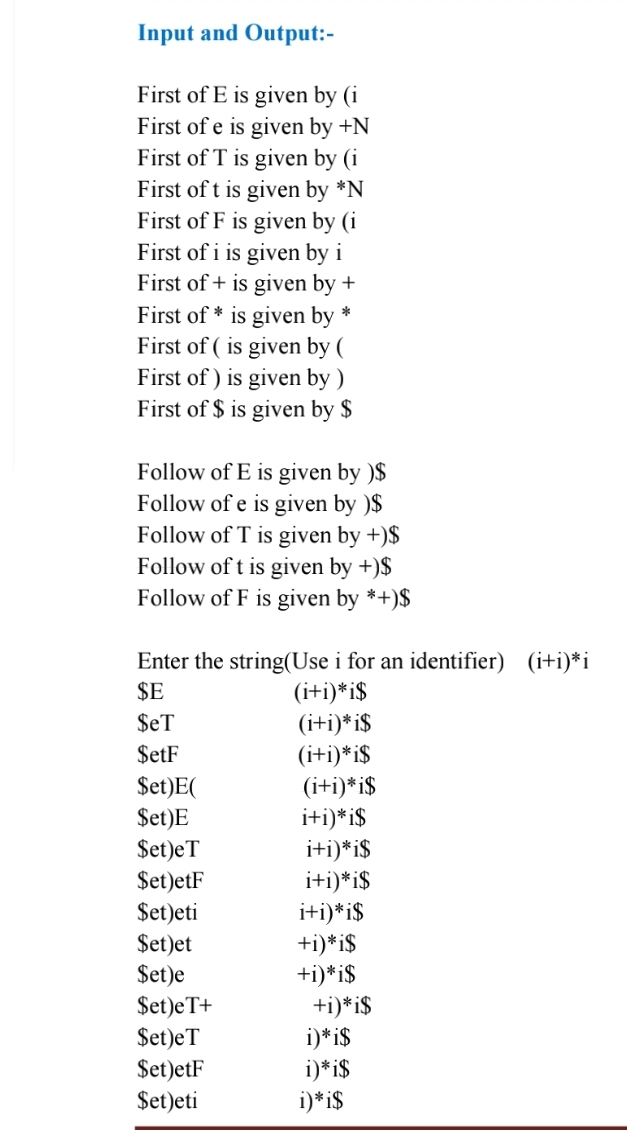 Input and Output:-
First of E is given by (i
First of e is given by +N
First of T is given by (i
First of t is given by *N
First of F is given by (i
First of i is given by i
First of + is given by +
First of * is given by *
First of ( is given by (
First of ) is given by )
First of $ is given by $
Follow of E is given by )$
Follow of e is given by )$
Follow of T is given by +)$
Follow of t is given by +)$
Follow of F is given by *+)$
Enter the string(Use i for an identifier) (i+i)*i
$E (i+i)*i$
$eT (i+i)*i$
$etF (i+i)*i$
$et)E( (i+i)*i$
$et)E i+i)*i$
$et)eT i+i)*i$
$et)etF i+i)*i$
$et)eti i+i)*i$
$et)et +i)*i$
$et)e +i)*i$
$et)eT+ +i)*i$
$et)eT i)*i$
$et)etF i)*i$
$et)eti i)*i$